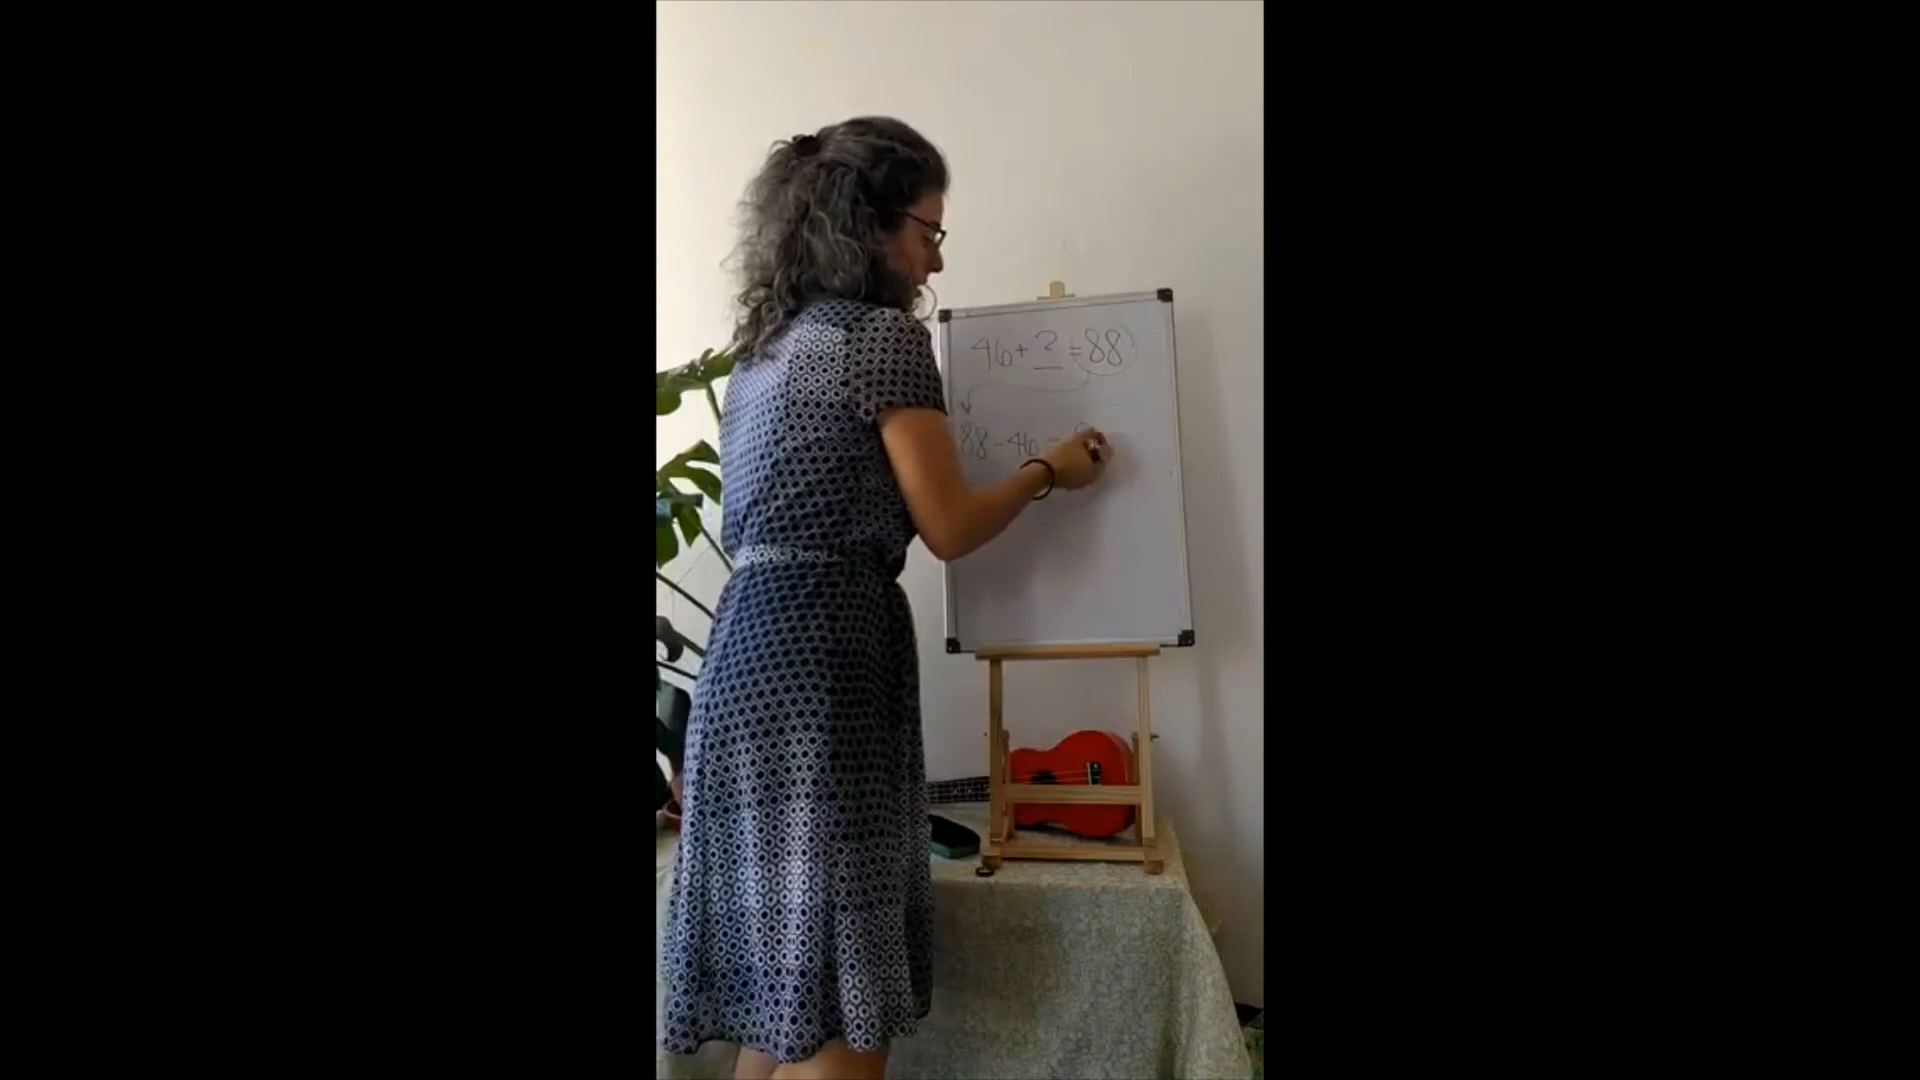 46 + ? = 88
88 - 46 =